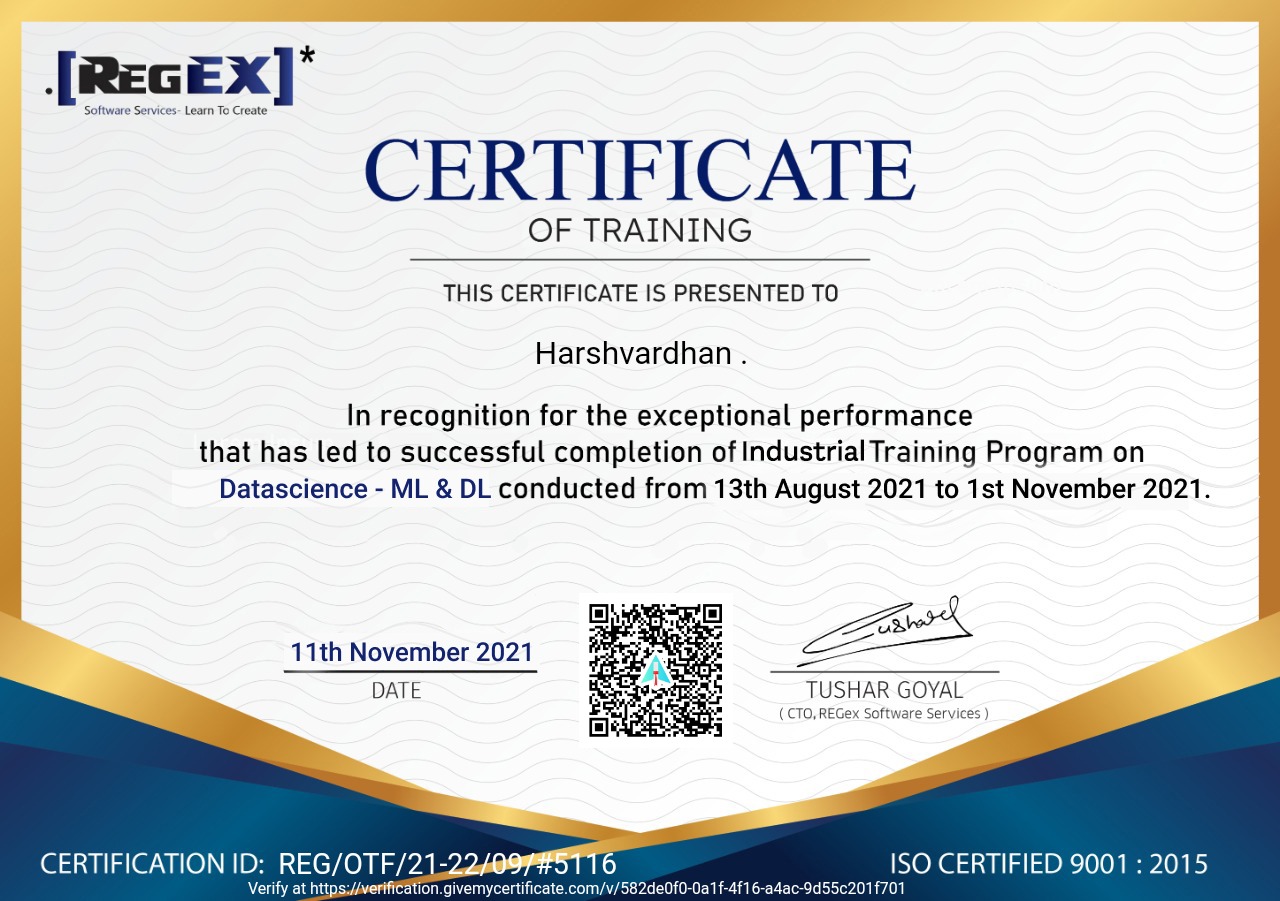 .[REGEX]*
Software Services- Learn To Create
CERTIFICATE
OF TRAINING
THIS CERTIFICATE IS PRESENTED TO
Harshvardhan .
In recognition for the exceptional performance
that has led to successful completion of Industrial Training Program on
Datascience - ML & DL conducted from 13th August 2021 to 1st November 2021.
11th November 2021
DATE
Tushar
TUSHAR GOYAL
( CTO, REGex Software Services )
CERTIFICATION ID: REG/OTF/21-22/09/#5116
ISO CERTIFIED 9001 : 2015
Verify at https://verification.givemycertificate.com/v/582de0f0-0a1f-4f16-a4ac-9d55c201f701